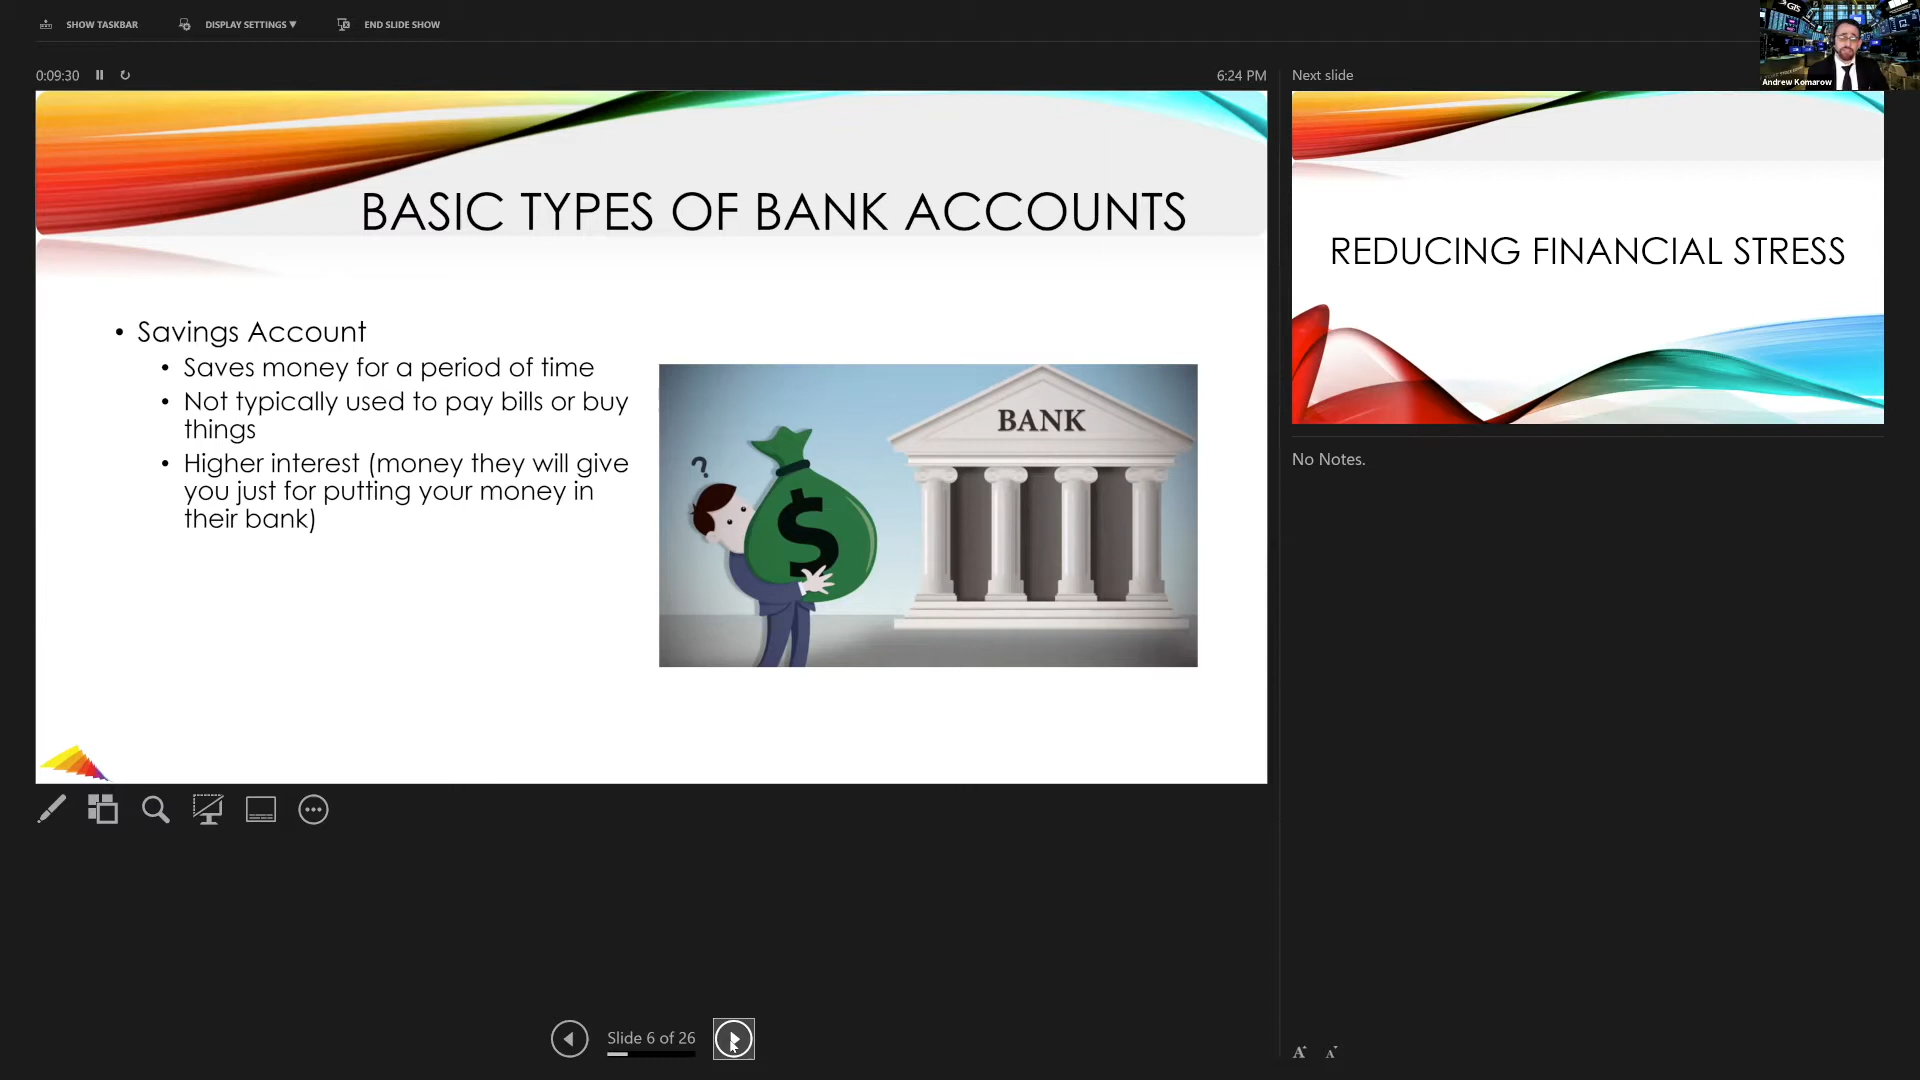 SHOW TASKBAR
DISPLAY SETTINGS ▼
END SLIDE SHOW
GTS
Andrew Komarow
0:09:30
6:24 PM
Next slide
BASIC TYPES OF BANK ACCOUNTS
• Savings Account
• Saves money for a period of time
• Not typically used to pay bills or buy
things
• Higher interest (money they will give
you just for putting your money in
their bank)
?
$
BANK
REDUCING FINANCIAL STRESS
No Notes.
Slide 6 of 26
A
A